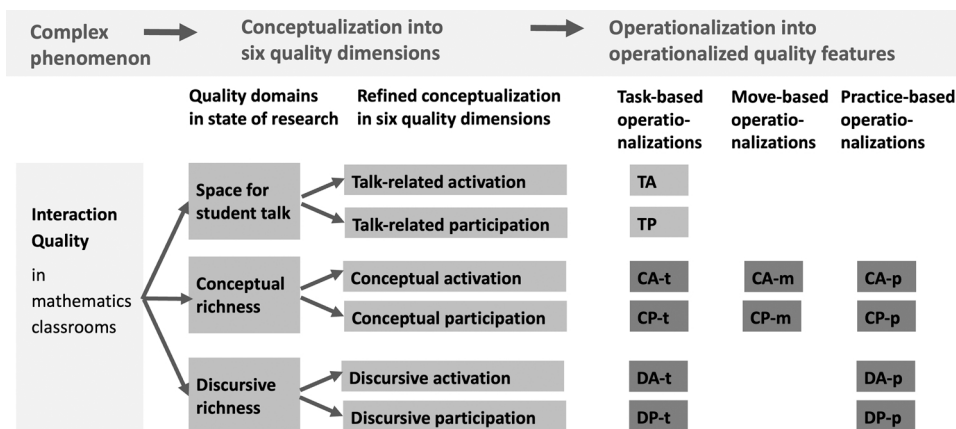 Complex
phenomenon
Conceptualization into
six quality dimensions
Operationalization into
operationalized quality features
Quality domains
in state of research
Refined conceptualization
in six quality dimensions
Task-based
operatio-
nalizations
Move-based
operatio-
nalizations
Practice-based
operatio-
nalizations
Interaction
Quality
in
mathematics
classrooms
Space for
student talk
Talk-related activation
TA
Talk-related participation
TP
Conceptual
richness
Conceptual activation
CA-t
CA-m
CA-p
Conceptual participation
CP-t
CP-m
CP-p
Discursive
richness
Discursive activation
DA-t
DA-p
Discursive participation
DP-t
DP-p